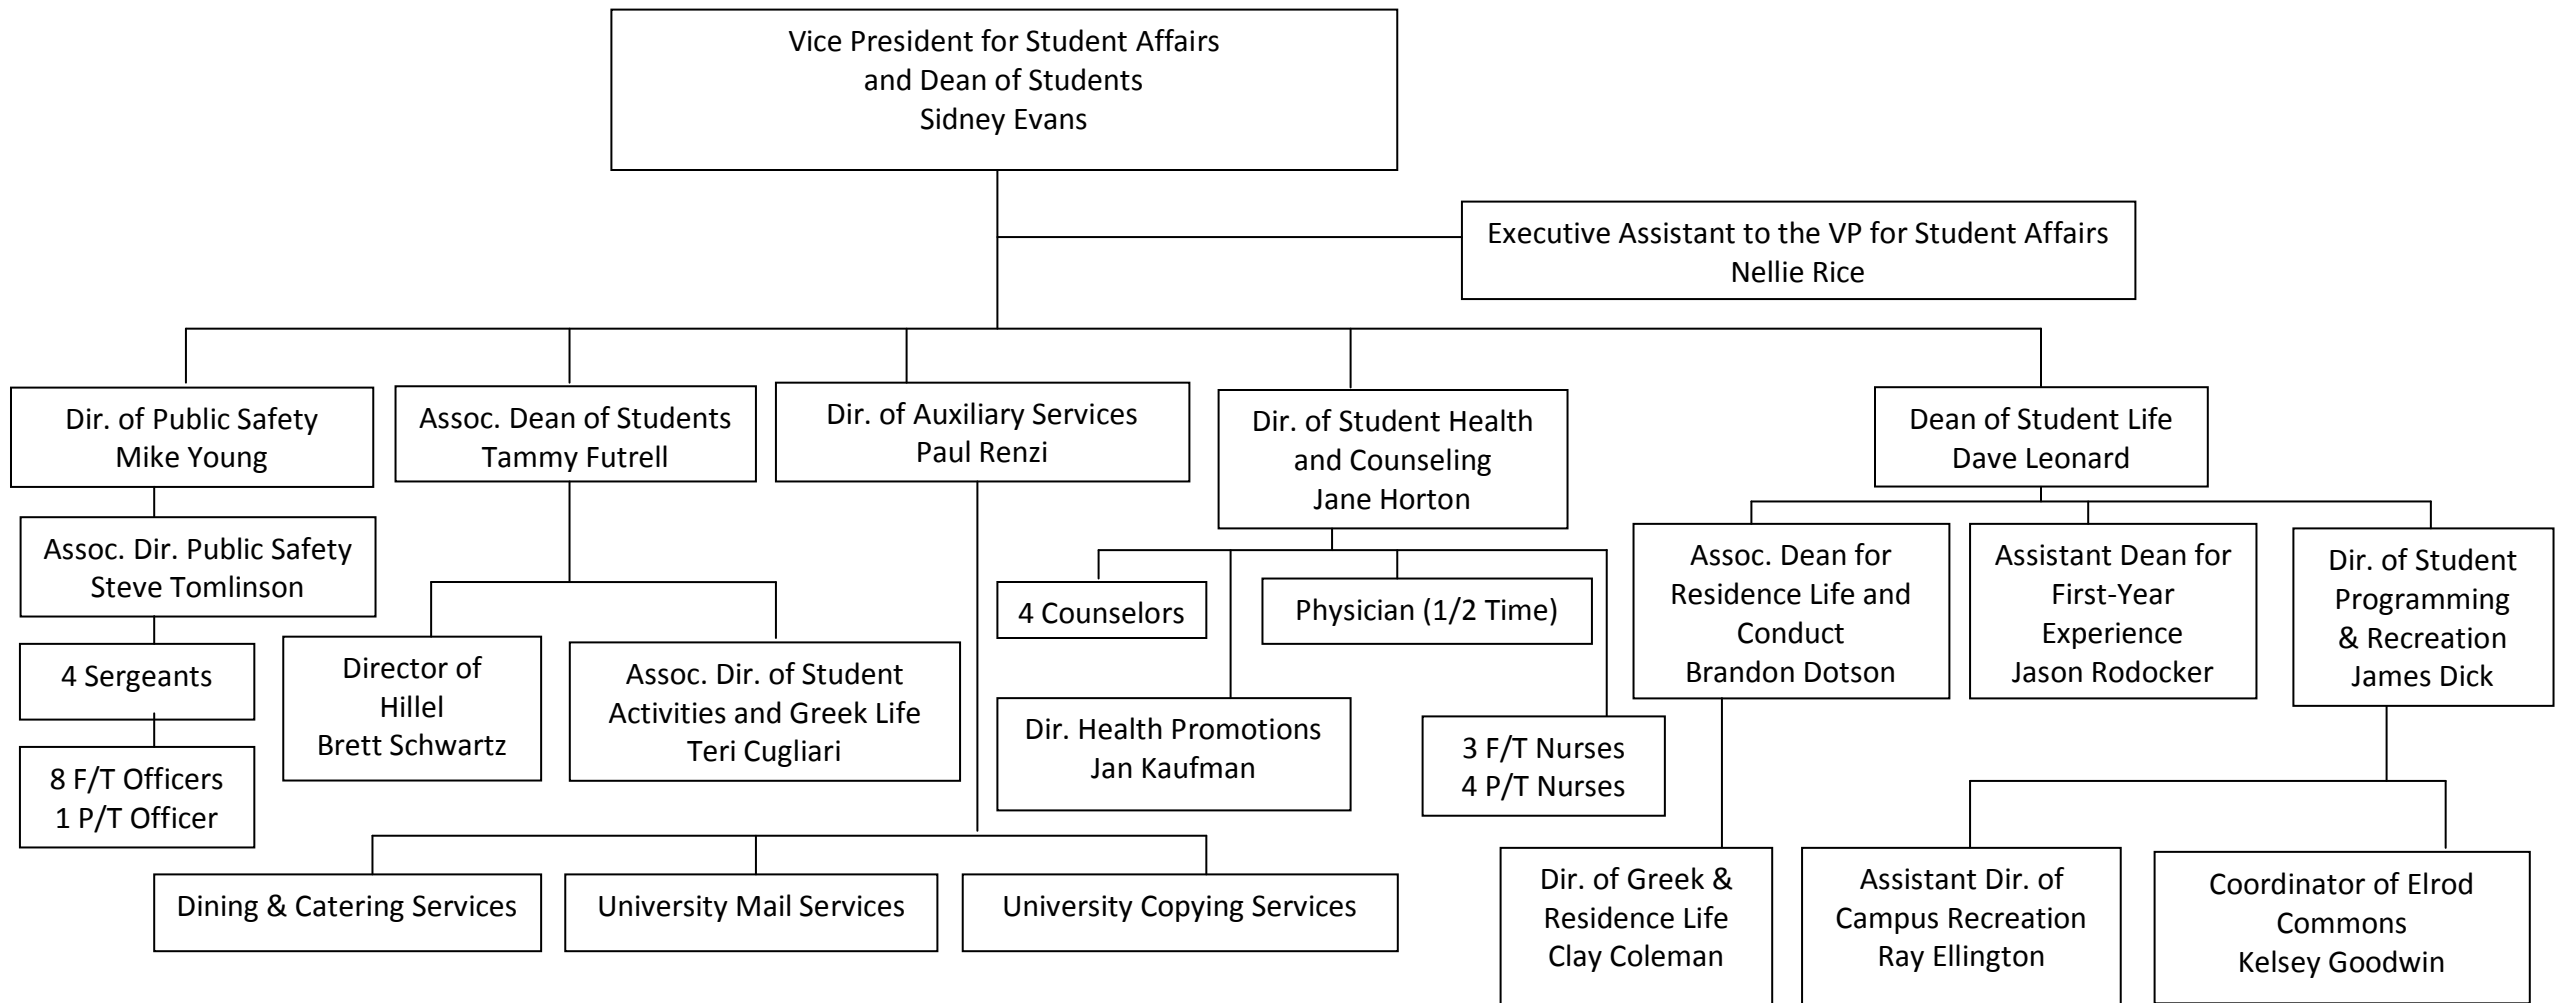 Vice President for Student Affairs
and Dean of Students
Sidney Evans
Executive Assistant to the VP for Student Affairs
Nellie Rice
Dir. of Public Safety
Mike Young
Assoc. Dean of Students
Tammy Futrell
Dir. of Auxiliary Services
Paul Renzi
Dir. of Student Health
and Counseling
Jane Horton
Dean of Student Life
Dave Leonard
Assoc. Dir. Public Safety
Steve Tomlinson
4 Sergeants
8 F/T Officers
1 P/T Officer
Director of
Hillel
Brett Schwartz
Assoc. Dir. of Student
Activities and Greek Life
Teri Cugliari
4 Counselors
Physician (1/2 Time)
Dir. Health Promotions
Jan Kaufman
3 F/T Nurses
4 P/T Nurses
Assoc. Dean for
Residence Life and
Conduct
Brandon Dotson
Assistant Dean for
First-Year
Experience
Jason Rodocker
Dir. of Student
Programming
& Recreation
James Dick
Dining & Catering Services
University Mail Services
University Copying Services
Dir. of Greek &
Residence Life
Clay Coleman
Assistant Dir. of
Campus Recreation
Ray Ellington
Coordinator of Elrod
Commons
Kelsey Goodwin